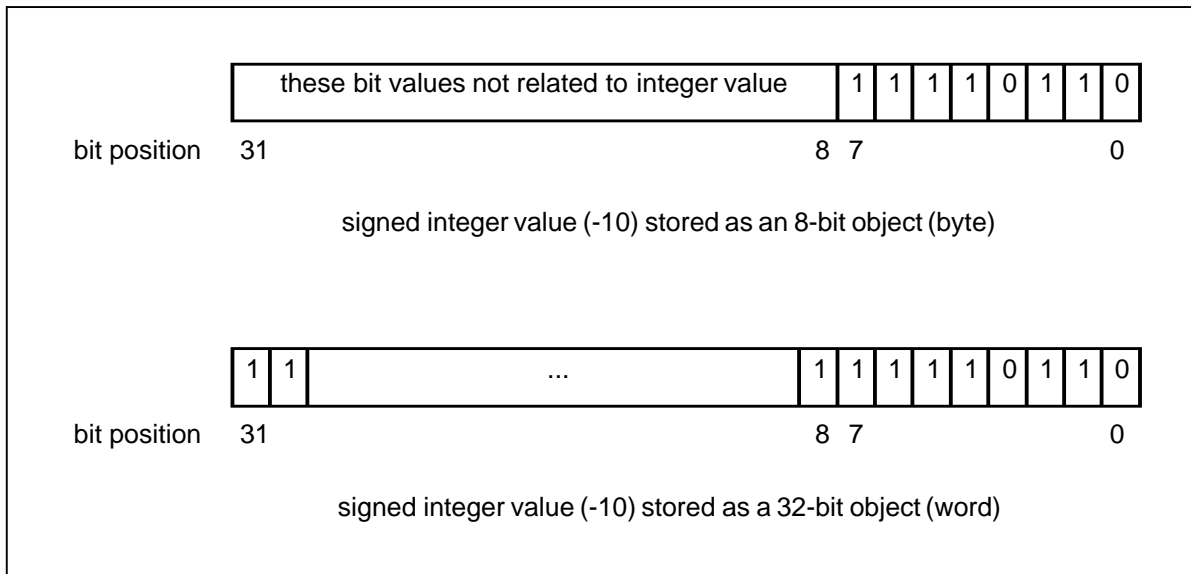 these bit values not related to integer value 1 1 1 1 0 1 1 0
bit position 31 8 7 0
signed integer value (-10) stored as an 8-bit object (byte)
1 1 ... 1 1 1 1 1 0 1 1 0
bit position 31 8 7 0
signed integer value (-10) stored as a 32-bit object (word)